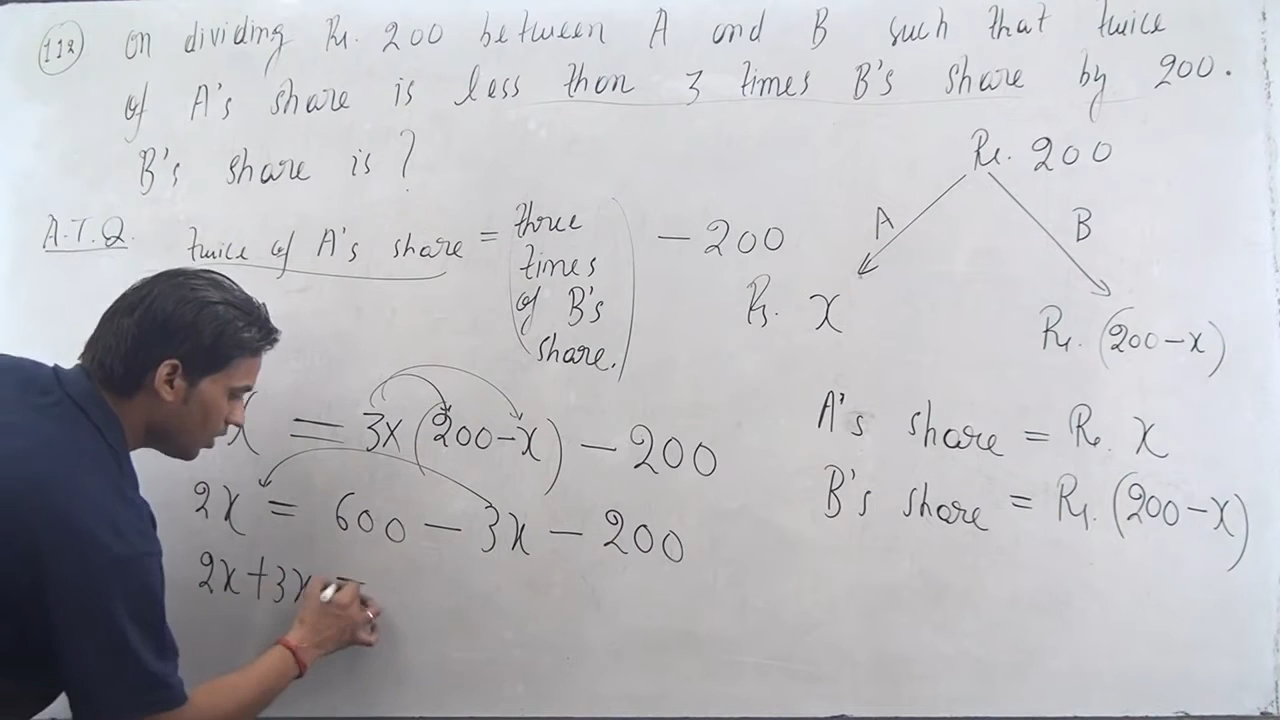 112 On dividing Rs. 200 between A and B such that twice
of A's share is less than 3 times B's share by 200.
B's share is ?
Rs. 200
A B
Rs. x
Rs. (200-x)
A.T.Q. twice of A's share = three times of B's share. - 200
x = 3x(200-x) - 200
2x = 600 - 3x - 200
2x+3x =
A's share = Rs. x
B's share = Rs. (200-x)